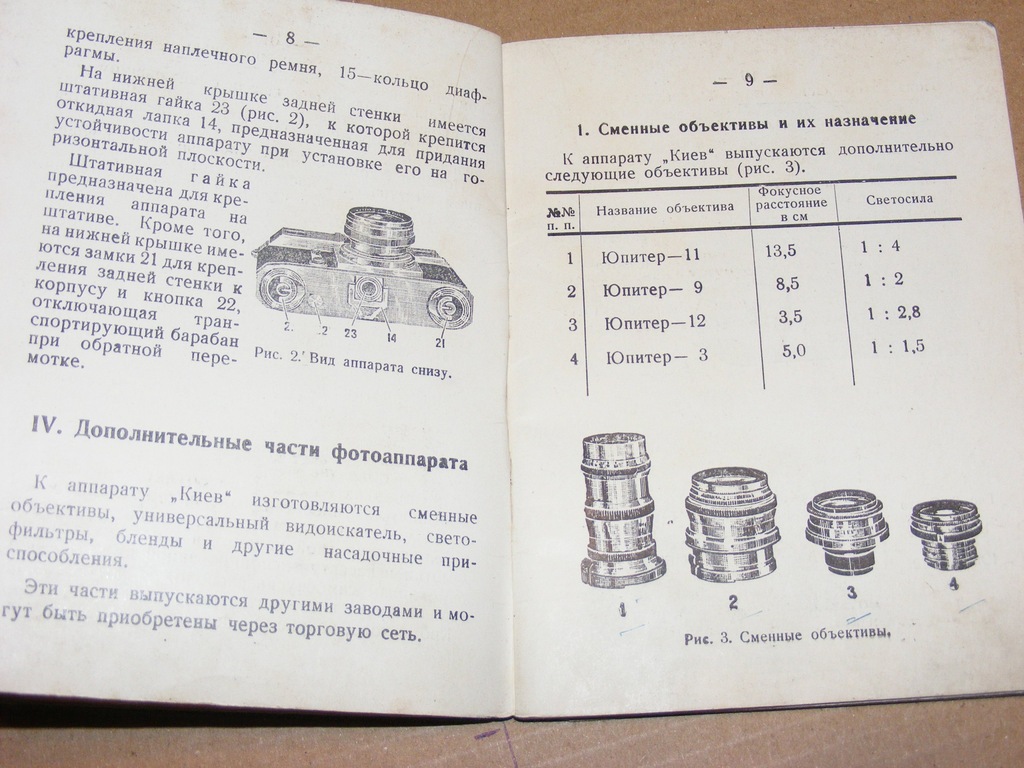 — 8 —
крепления наплечного ремня, 15—кольцо диаф-
рагмы.
На нижней крышке задней стенки имеется
штативная гайка 23 (рис. 2), к которой крепится
откидная лапка 14, предназначенная для придания
устойчивости аппарату при установке его на го-
ризонтальной плоскости.
Штативная гайка
предназначена для кре-
пления аппарата на
штативе. Кроме того,
на нижней крышке име-
ются замки 21 для креп-
ления задней стенки к
корпусу и кнопка 22,
отключающая тран-
спортирующий барабан
при обратной пере-
мотке.
23 14 21
Рис. 2. Вид аппарата снизу.
IV. Дополнительные части фотоаппарата
К аппарату „Киев“ изготовляются сменные
объективы, универсальный видоискатель, свето-
фильтры, бленды и другие насадочные при-
способления.
Эти части выпускаются другими заводами и мо-
гут быть приобретены через торговую сеть.
— 9 —
1. Сменные объективы и их назначение
К аппарату „Киев“ выпускаются дополнительно
следующие объективы (рис. 3).
№№ п. п. Название объектива Фокусное расстояние в см Светосила
1 Юпитер—11 13,5 1 : 4
2 Юпитер— 9 8,5 1 : 2
3 Юпитер—12 3,5 1 : 2,8
4 Юпитер— 3 5,0 1 : 1,5
1 2 3 4
Рис. 3. Сменные объективы.